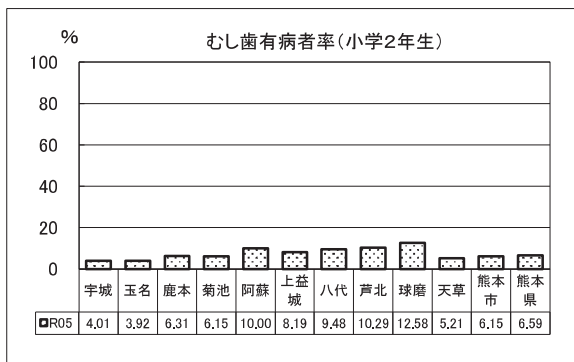 % むし歯有病者率(小学2年生)
100
80
60
40
20
0
宇城 玉名 鹿本 菊池 阿蘇 上益城 八代 芦北 球磨 天草 熊本市 熊本県
R05 4.01 3.92 6.31 6.15 10.00 8.19 9.48 10.29 12.58 5.21 6.15 6.59